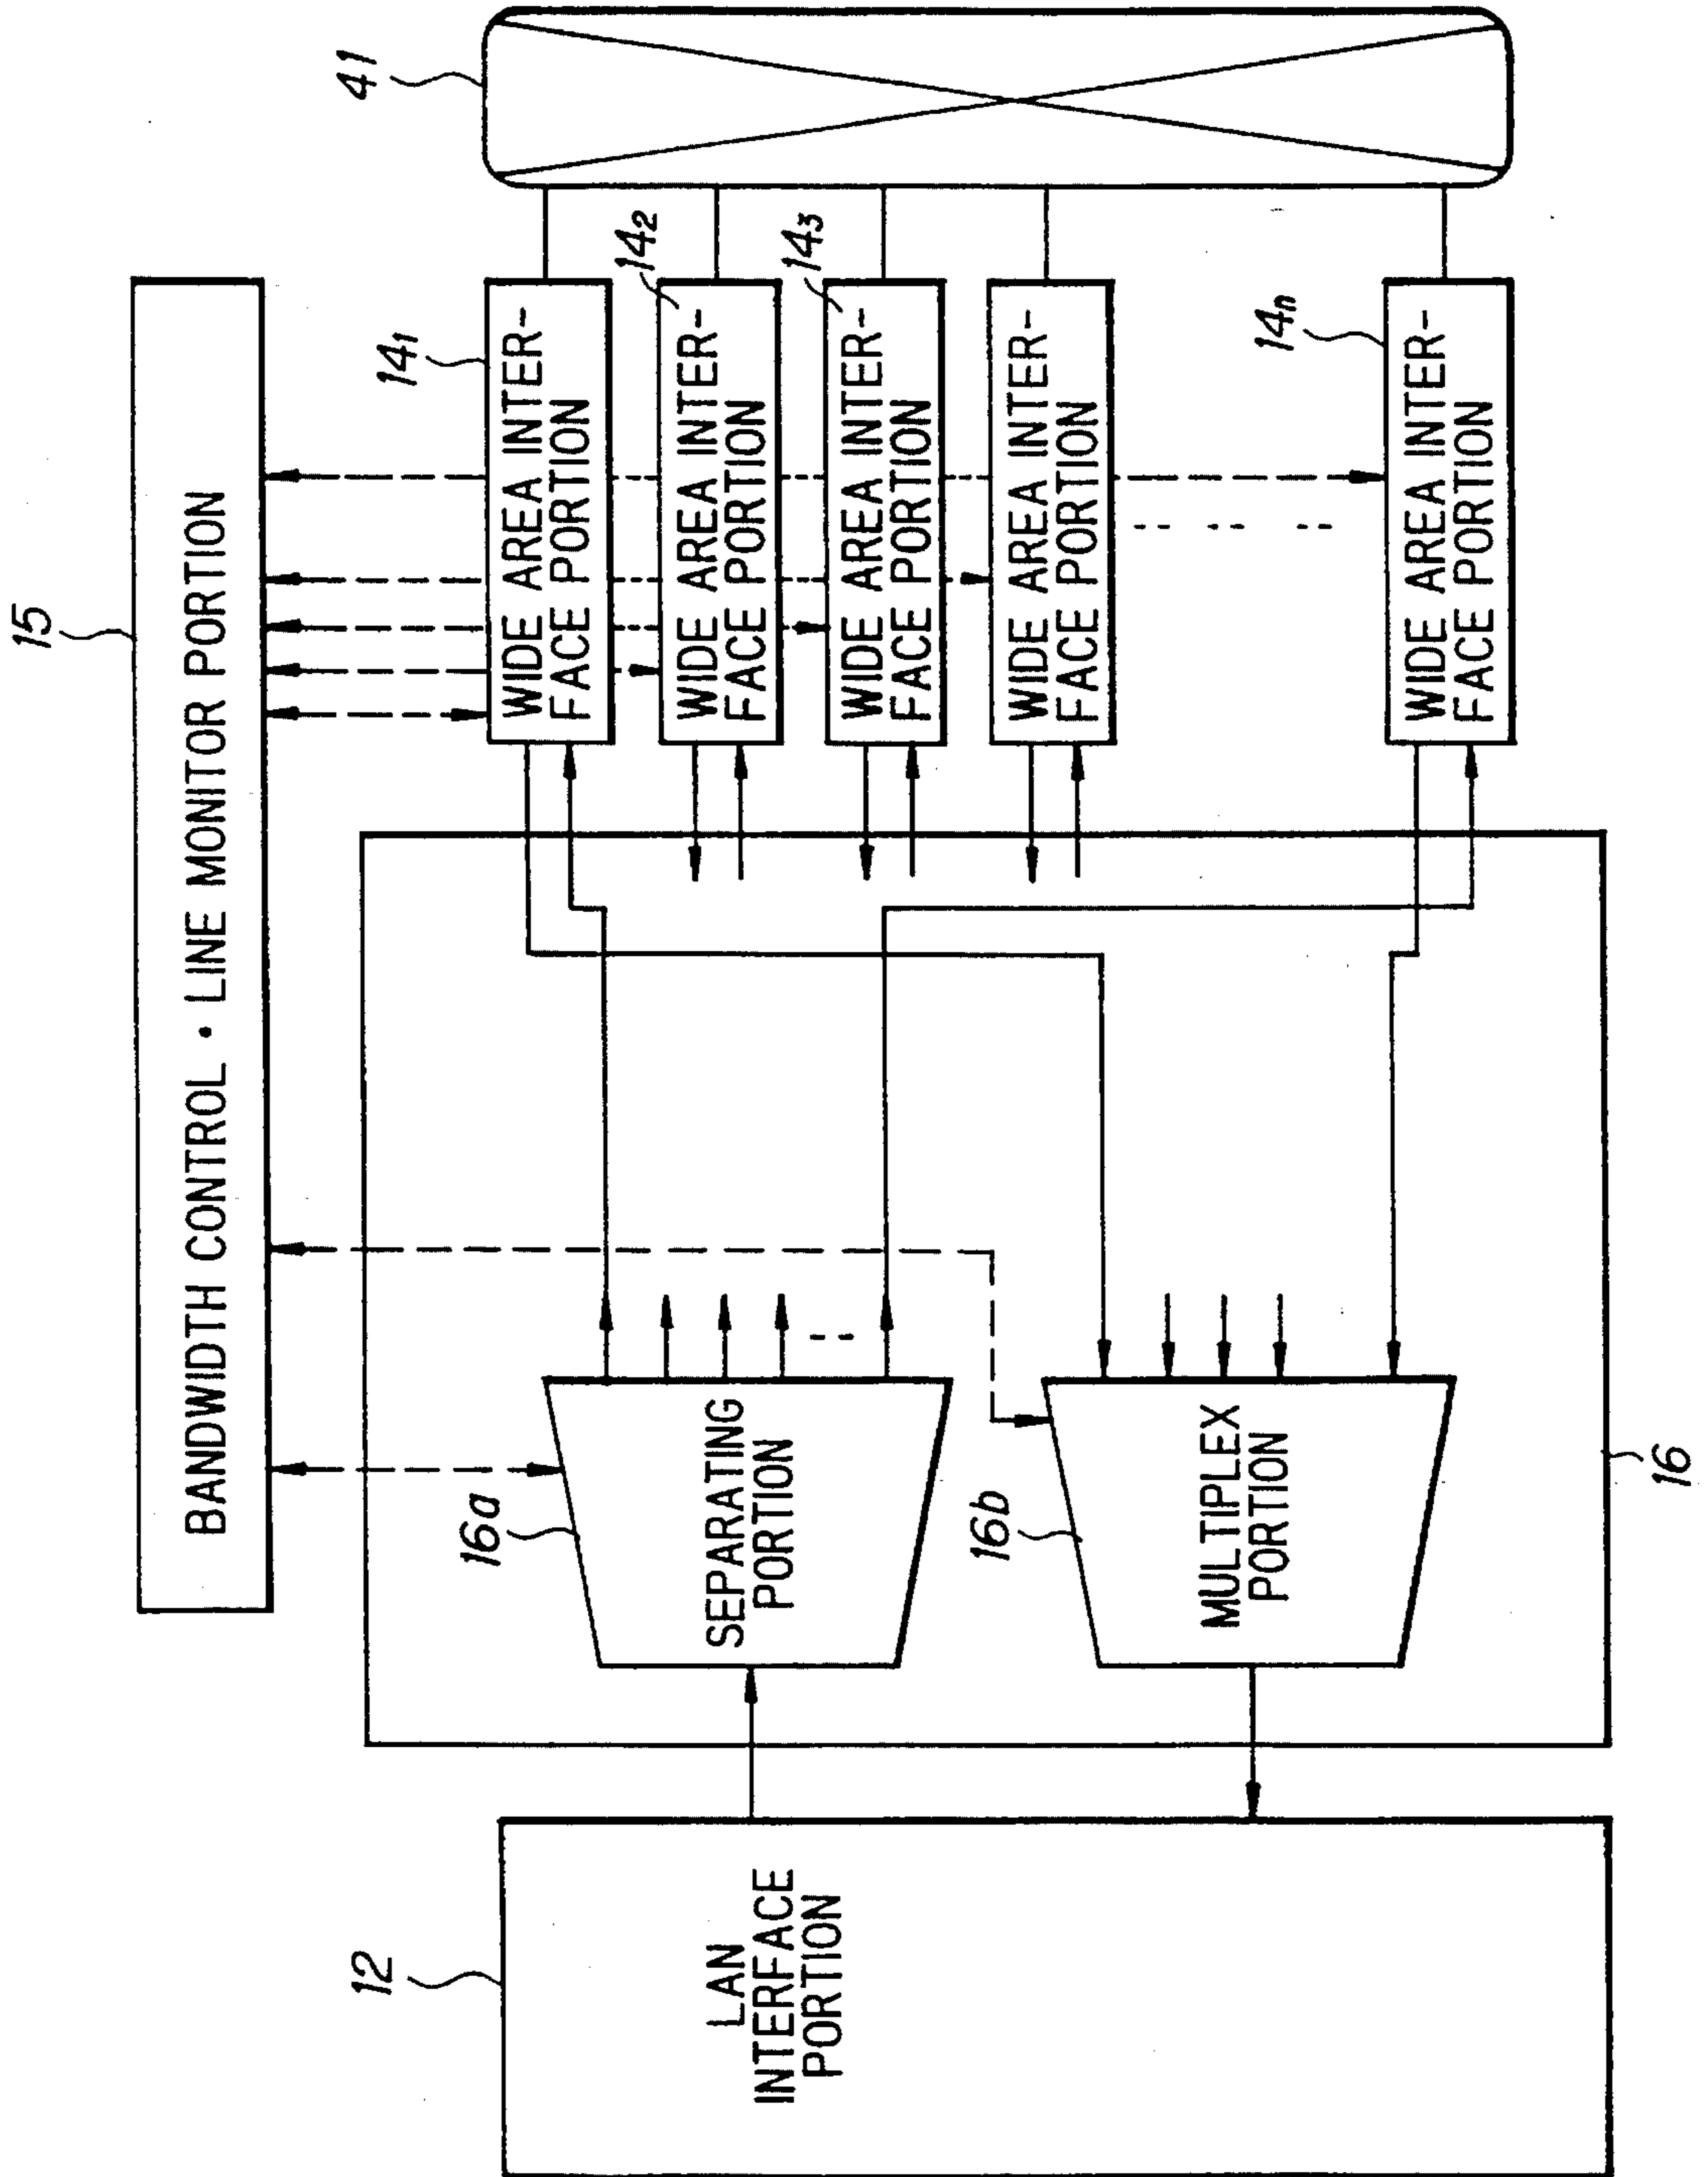 15
BANDWIDTH CONTROL • LINE MONITOR PORTION
41
14₁
WIDE AREA INTER-
FACE PORTION
14₂
WIDE AREA INTER-
FACE PORTION
14₃
WIDE AREA INTER-
FACE PORTION
WIDE AREA INTER-
FACE PORTION
14n
WIDE AREA INTER-
FACE PORTION
16a
SEPARATING
PORTION
16b
MULTIPLEX
PORTION
16
12
LAN
INTERFACE
PORTION